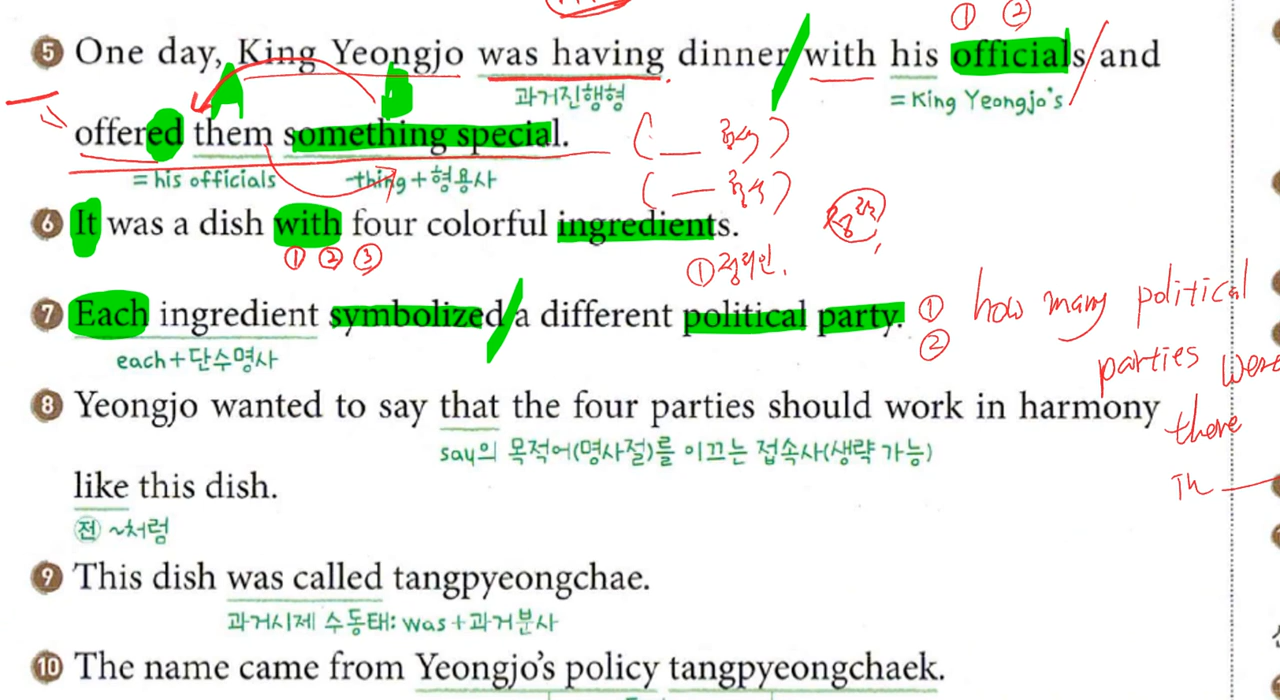 ① ②
5 One day, King Yeongjo was having dinner with his officials and
과거진행형 = King Yeongjo's
offered them something special.
= his officials -thing+형용사
6 It was a dish with four colorful ingredients.
① ② ③
①
7 Each ingredient symbolized a different political party. ① how many political
② parties were
each+단수명사
there
8 Yeongjo wanted to say that the four parties should work in harmony
say의 목적어(명사절)를 이끄는 접속사(생략 가능)
like this dish.
전 ~처럼
9 This dish was called tangpyeongchae.
과거시제 수동태: was+과거분사
10 The name came from Yeongjo's policy tangpyeongchaek.